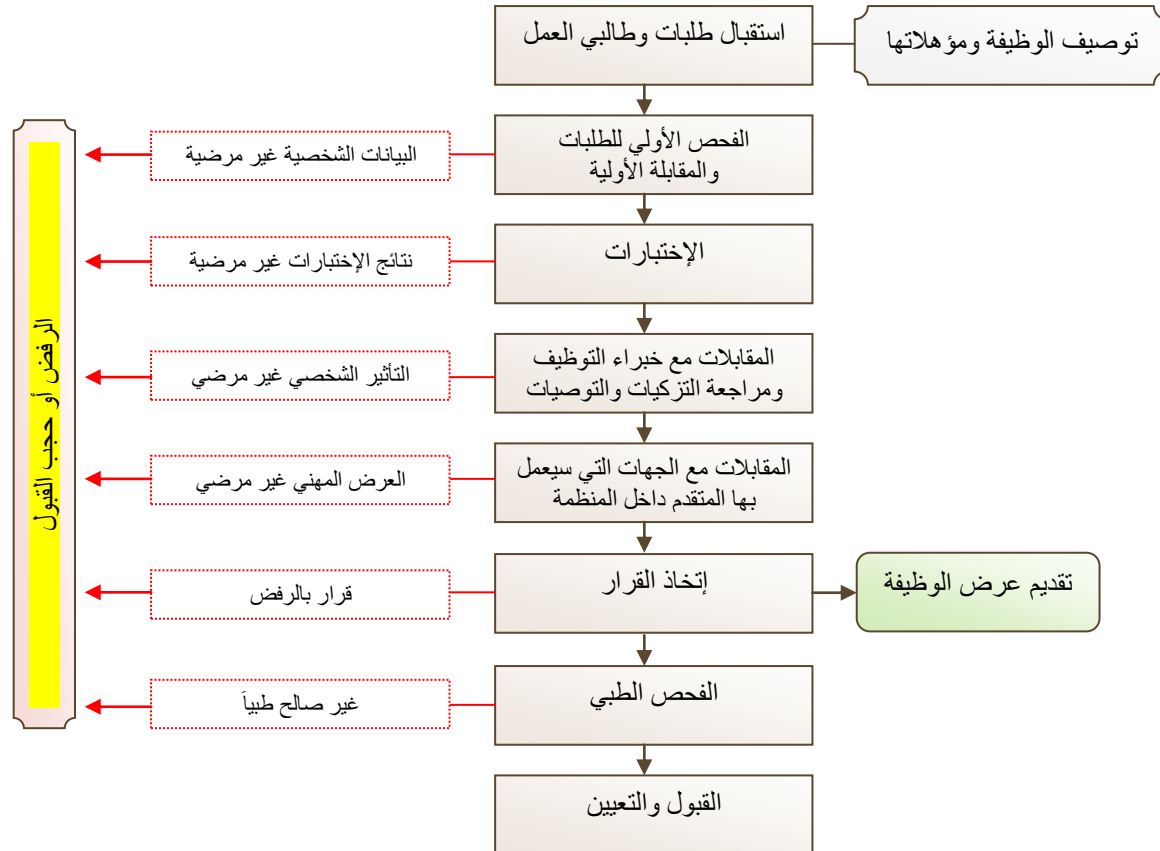 توصيف الوظيفة ومؤهلاتها
استقبال طلبات وطالبي العمل
الفحص الأولي للطلبات
والمقابلة الأولية
البيانات الشخصية غير مرضية
الإختبارات
نتائج الإختبارات غير مرضية
المقابلات مع خبراء التوظيف
ومراجعة التزكيات والتوصيات
التأثير الشخصي غير مرضي
المقابلات مع الجهات التي سيعمل
بها المتقدم داخل المنظمة
العرض المهني غير مرضي
تقديم عرض الوظيفة
إتخاذ القرار
قرار بالرفض
الفحص الطبي
غير صالح طبياَ
القبول والتعيين
الرفض أو حجب القبول